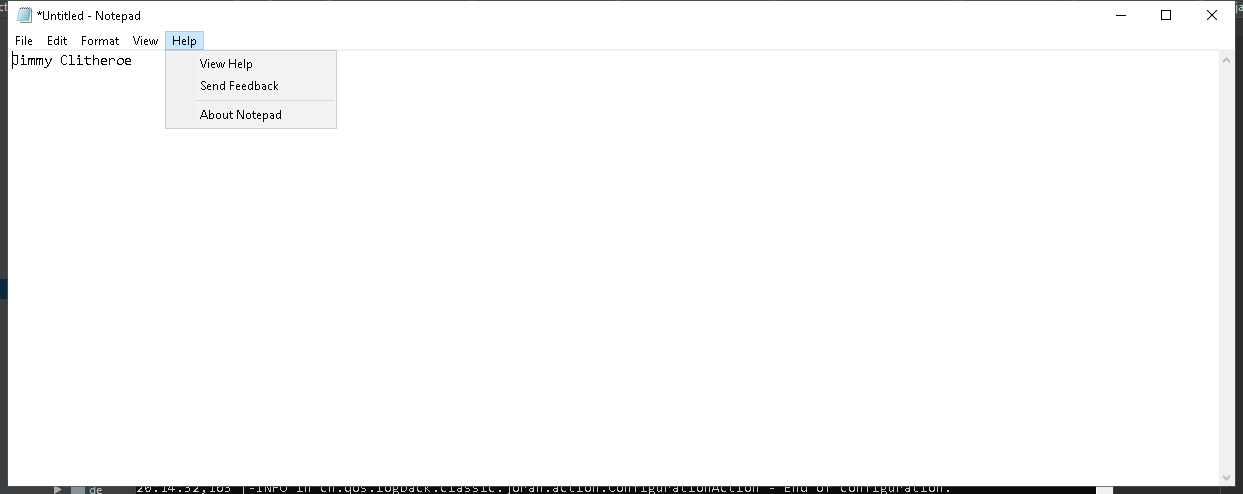 *Untitled - Notepad
File Edit Format View Help
Jimmy Clitheroe
View Help
Send Feedback
About Notepad
de 20:14:32,163 |-INFO in ch.qos.logback.classic.joran.action.ConfigurationAction - End of configuration.